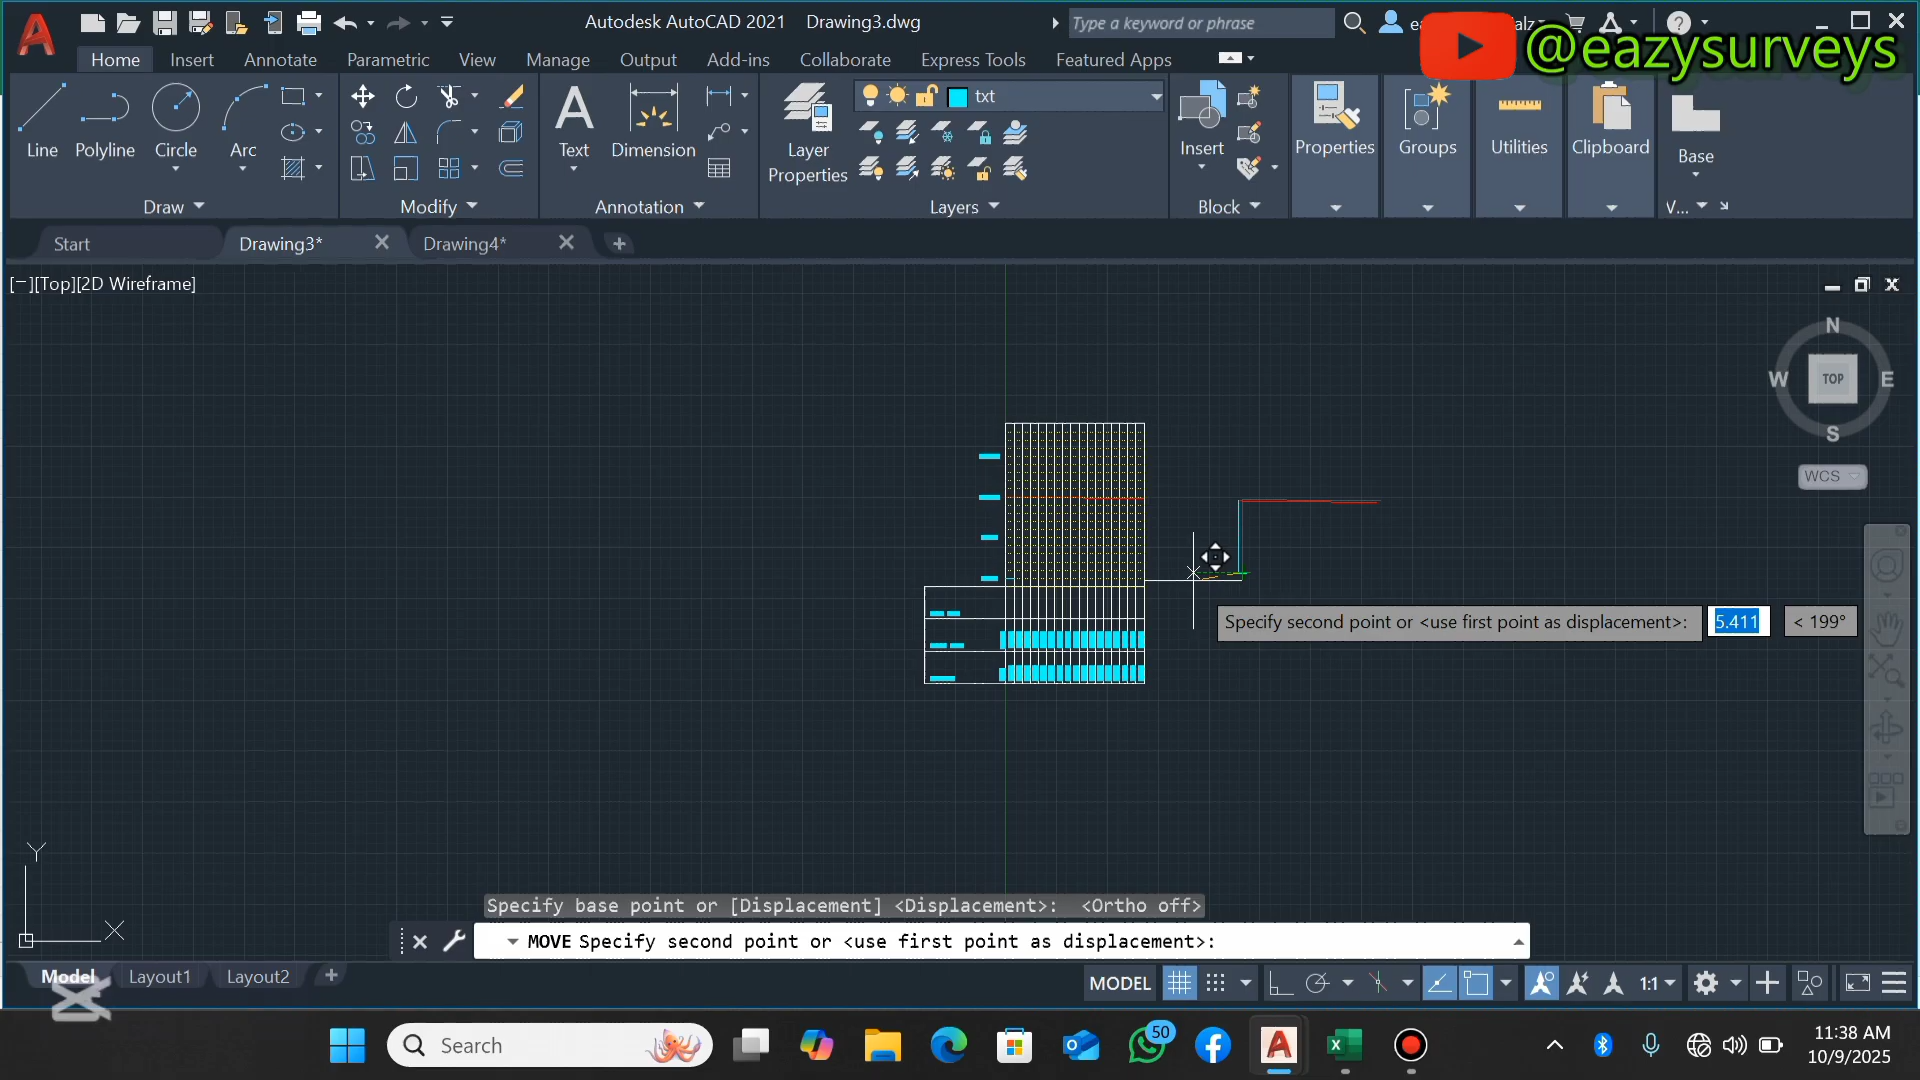 Autodesk AutoCAD 2021 Drawing3.dwg
Type a keyword or phrase
@eazysurveys
Home Insert Annotate Parametric View Manage Output Add-ins Collaborate Express Tools Featured Apps
txt
Line Polyline Circle Arc
Text Dimension
Layer Properties
Insert
Properties Groups Utilities Clipboard Base
Draw Modify Annotation Layers Block V...
Start Drawing3* Drawing4*
[−][Top][2D Wireframe]
N
W TOP E
S
WCS
Specify second point or <use first point as displacement>: 5.411 < 199°
Y
X
Specify base point or [Displacement] <Displacement>: <Ortho off>
MOVE Specify second point or <use first point as displacement>:
Model Layout1 Layout2
MODEL 1:1
Search
50
11:38 AM
10/9/2025